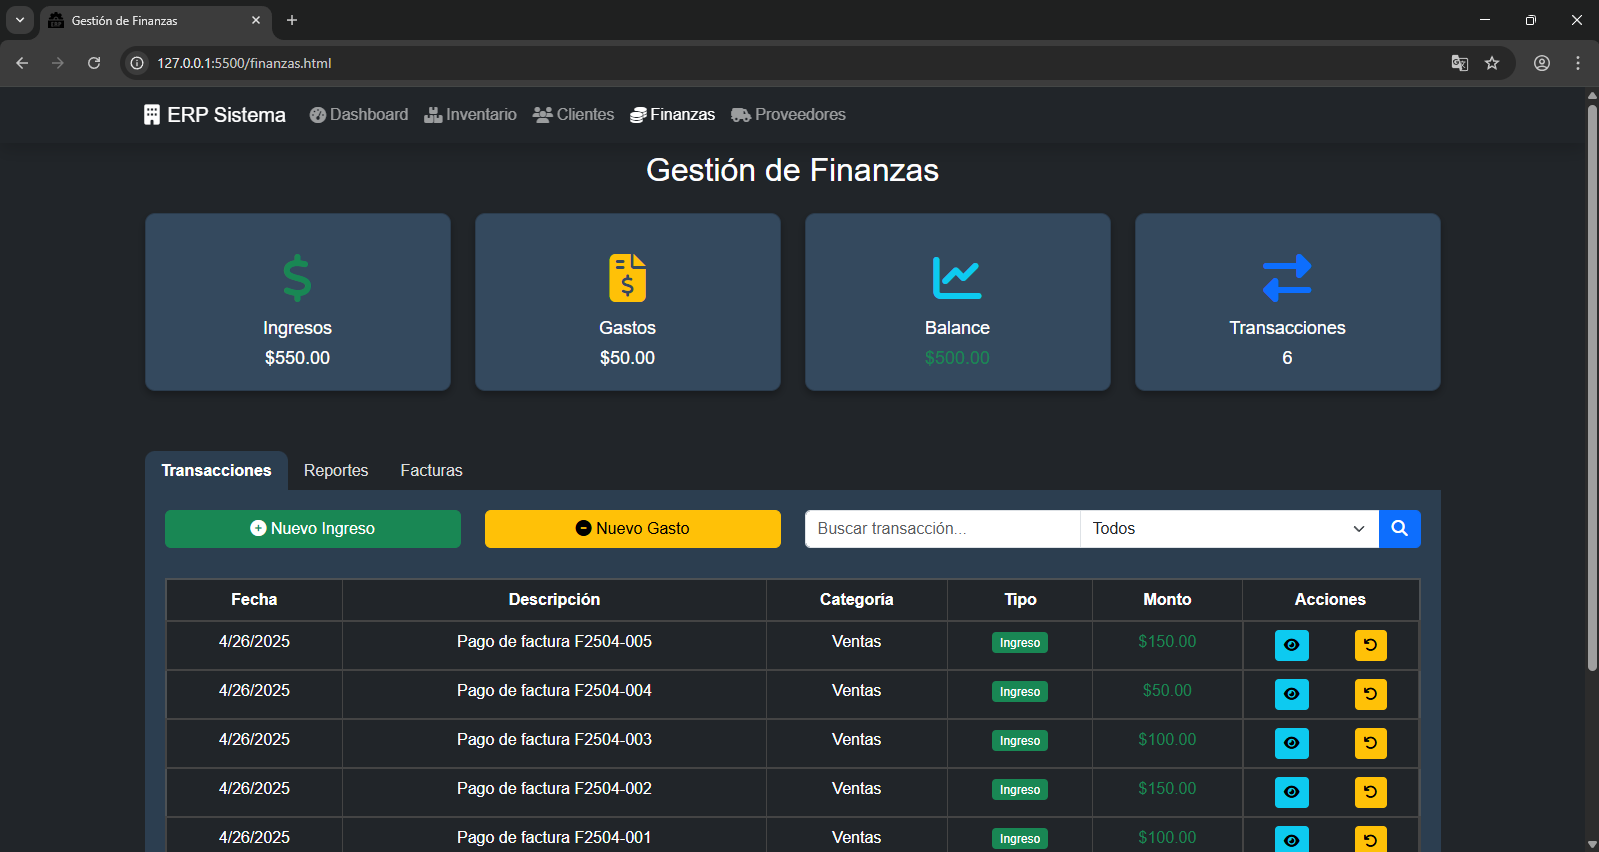 Gestión de Finanzas
127.0.0.1:5500/finanzas.html
ERP Sistema Dashboard Inventario Clientes Finanzas Proveedores
Gestión de Finanzas
Ingresos
$550.00
Gastos
$50.00
Balance
$500.00
Transacciones
6
Transacciones Reportes Facturas
Nuevo Ingreso Nuevo Gasto Buscar transacción... Todos
Fecha Descripción Categoría Tipo Monto Acciones
4/26/2025 Pago de factura F2504-005 Ventas Ingreso $150.00
4/26/2025 Pago de factura F2504-004 Ventas Ingreso $50.00
4/26/2025 Pago de factura F2504-003 Ventas Ingreso $100.00
4/26/2025 Pago de factura F2504-002 Ventas Ingreso $150.00
4/26/2025 Pago de factura F2504-001 Ventas Ingreso $100.00